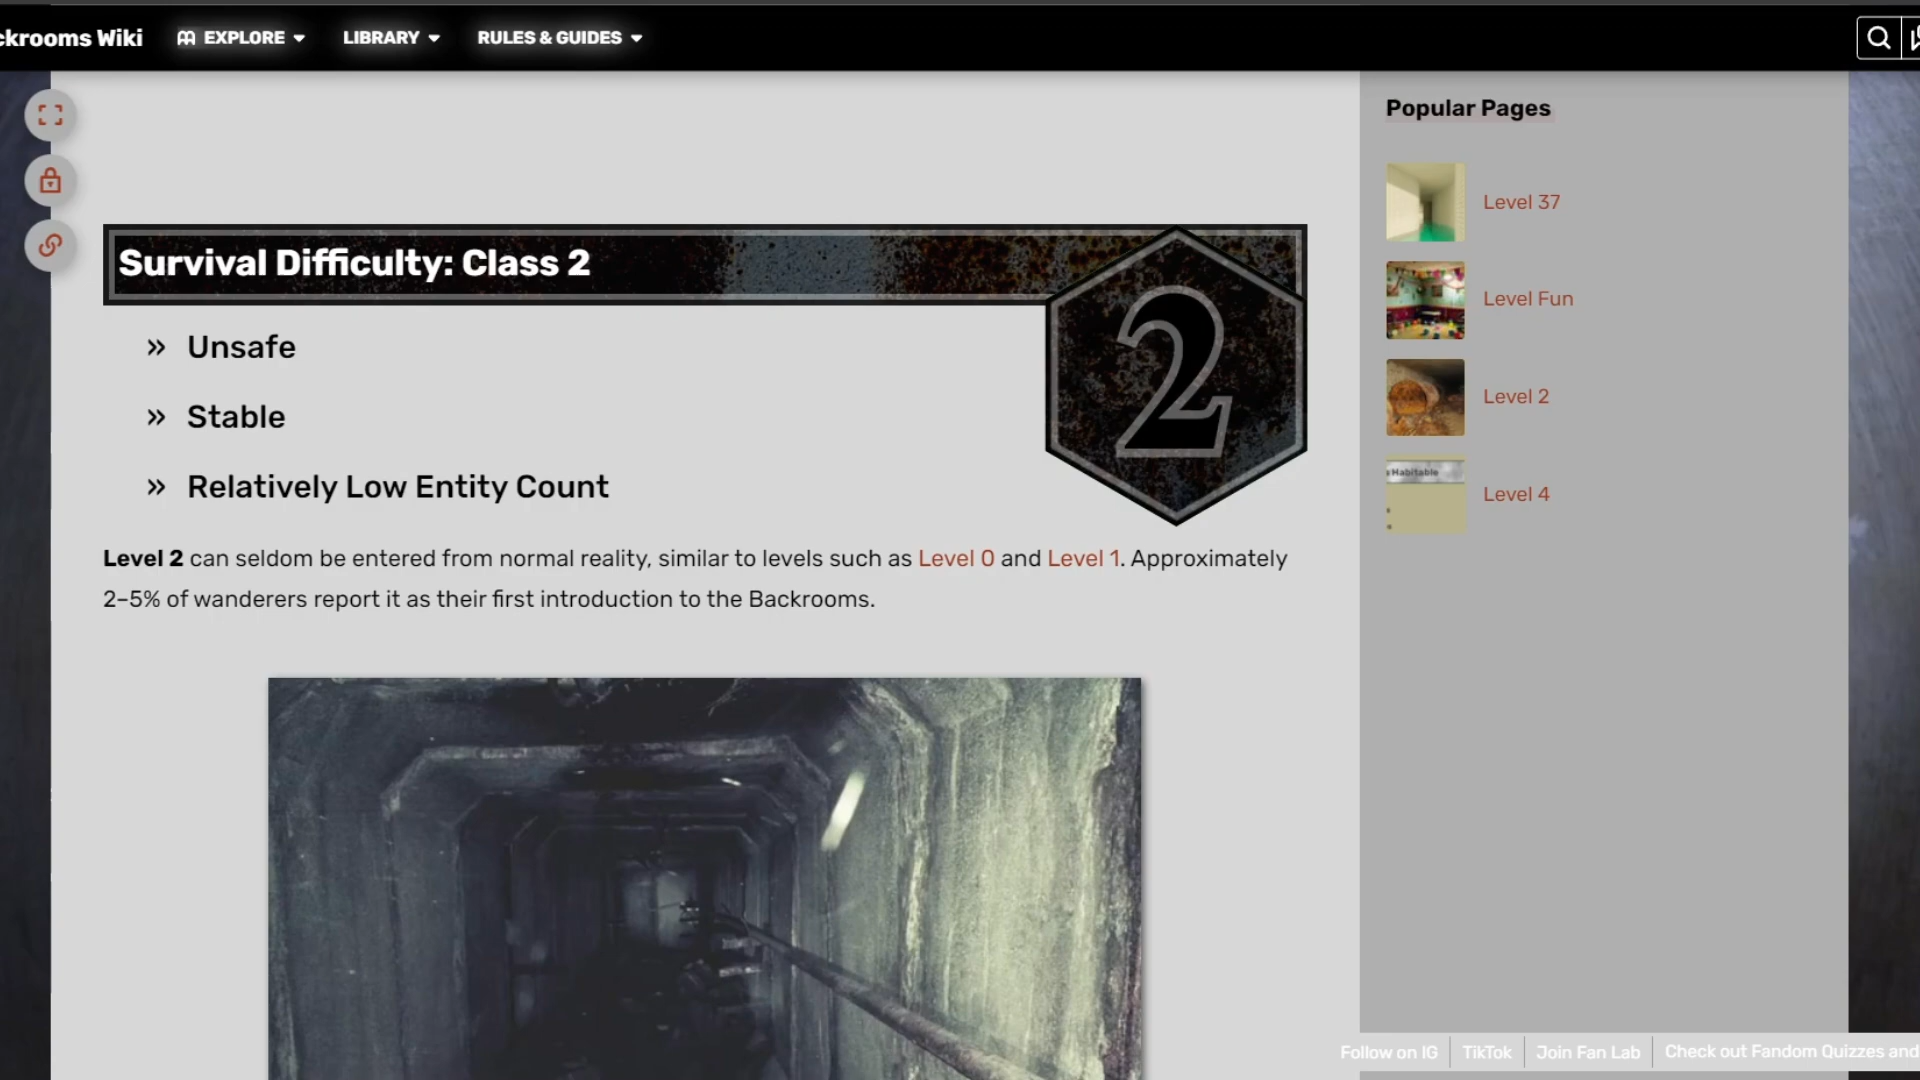 ckrooms Wiki
EXPLORE
LIBRARY
RULES & GUIDES
Survival Difficulty: Class 2
2
» Unsafe
» Stable
» Relatively Low Entity Count
Level 2 can seldom be entered from normal reality, similar to levels such as Level 0 and Level 1. Approximately
2–5% of wanderers report it as their first introduction to the Backrooms.
Popular Pages
Level 37
Level Fun
Level 2
Habitable
Level 4
Follow on IG
TikTok
Join Fan Lab
Check out Fandom Quizzes and